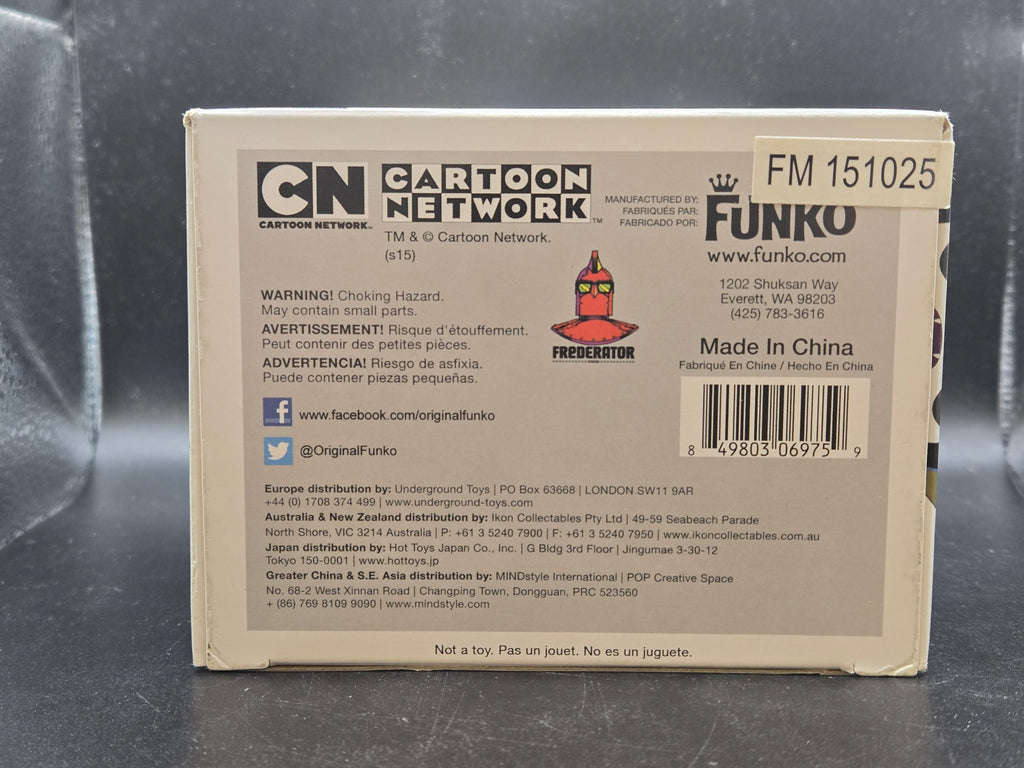 CN
CARTOON NETWORK™
CARTOON
NETWORK™
TM & © Cartoon Network.
(s15)
MANUFACTURED BY:
FABRIQUÉS PAR:
FABRICADO POR:
FM 151025
FUNKO
www.funko.com
1202 Shuksan Way
Everett, WA 98203
(425) 783-3616
Made In China
Fabriqué En Chine / Hecho En China
8 49803 06975 9
FREDERATOR
WARNING! Choking Hazard.
May contain small parts.
AVERTISSEMENT! Risque d'étouffement.
Peut contenir des petites pièces.
ADVERTENCIA! Riesgo de asfixia.
Puede contener piezas pequeñas.
f www.facebook.com/originalfunko
@OriginalFunko
Europe distribution by: Underground Toys | PO Box 63668 | LONDON SW11 9AR
+44 (0) 1708 374 499 | www.underground-toys.com
Australia & New Zealand distribution by: Ikon Collectables Pty Ltd | 49-59 Seabeach Parade
North Shore, VIC 3214 Australia | P: +61 3 5240 7900 | F: +61 3 5240 7950 | www.ikoncollectables.com.au
Japan distribution by: Hot Toys Japan Co., Inc. | G Bldg 3rd Floor | Jingumae 3-30-12
Tokyo 150-0001 | www.hottoys.jp
Greater China & S.E. Asia distribution by: MINDstyle International | POP Creative Space
No. 68-2 West Xinnan Road | Changping Town, Dongguan, PRC 523560
+ (86) 769 8109 9090 | www.mindstyle.com
Not a toy. Pas un jouet. No es un juguete.